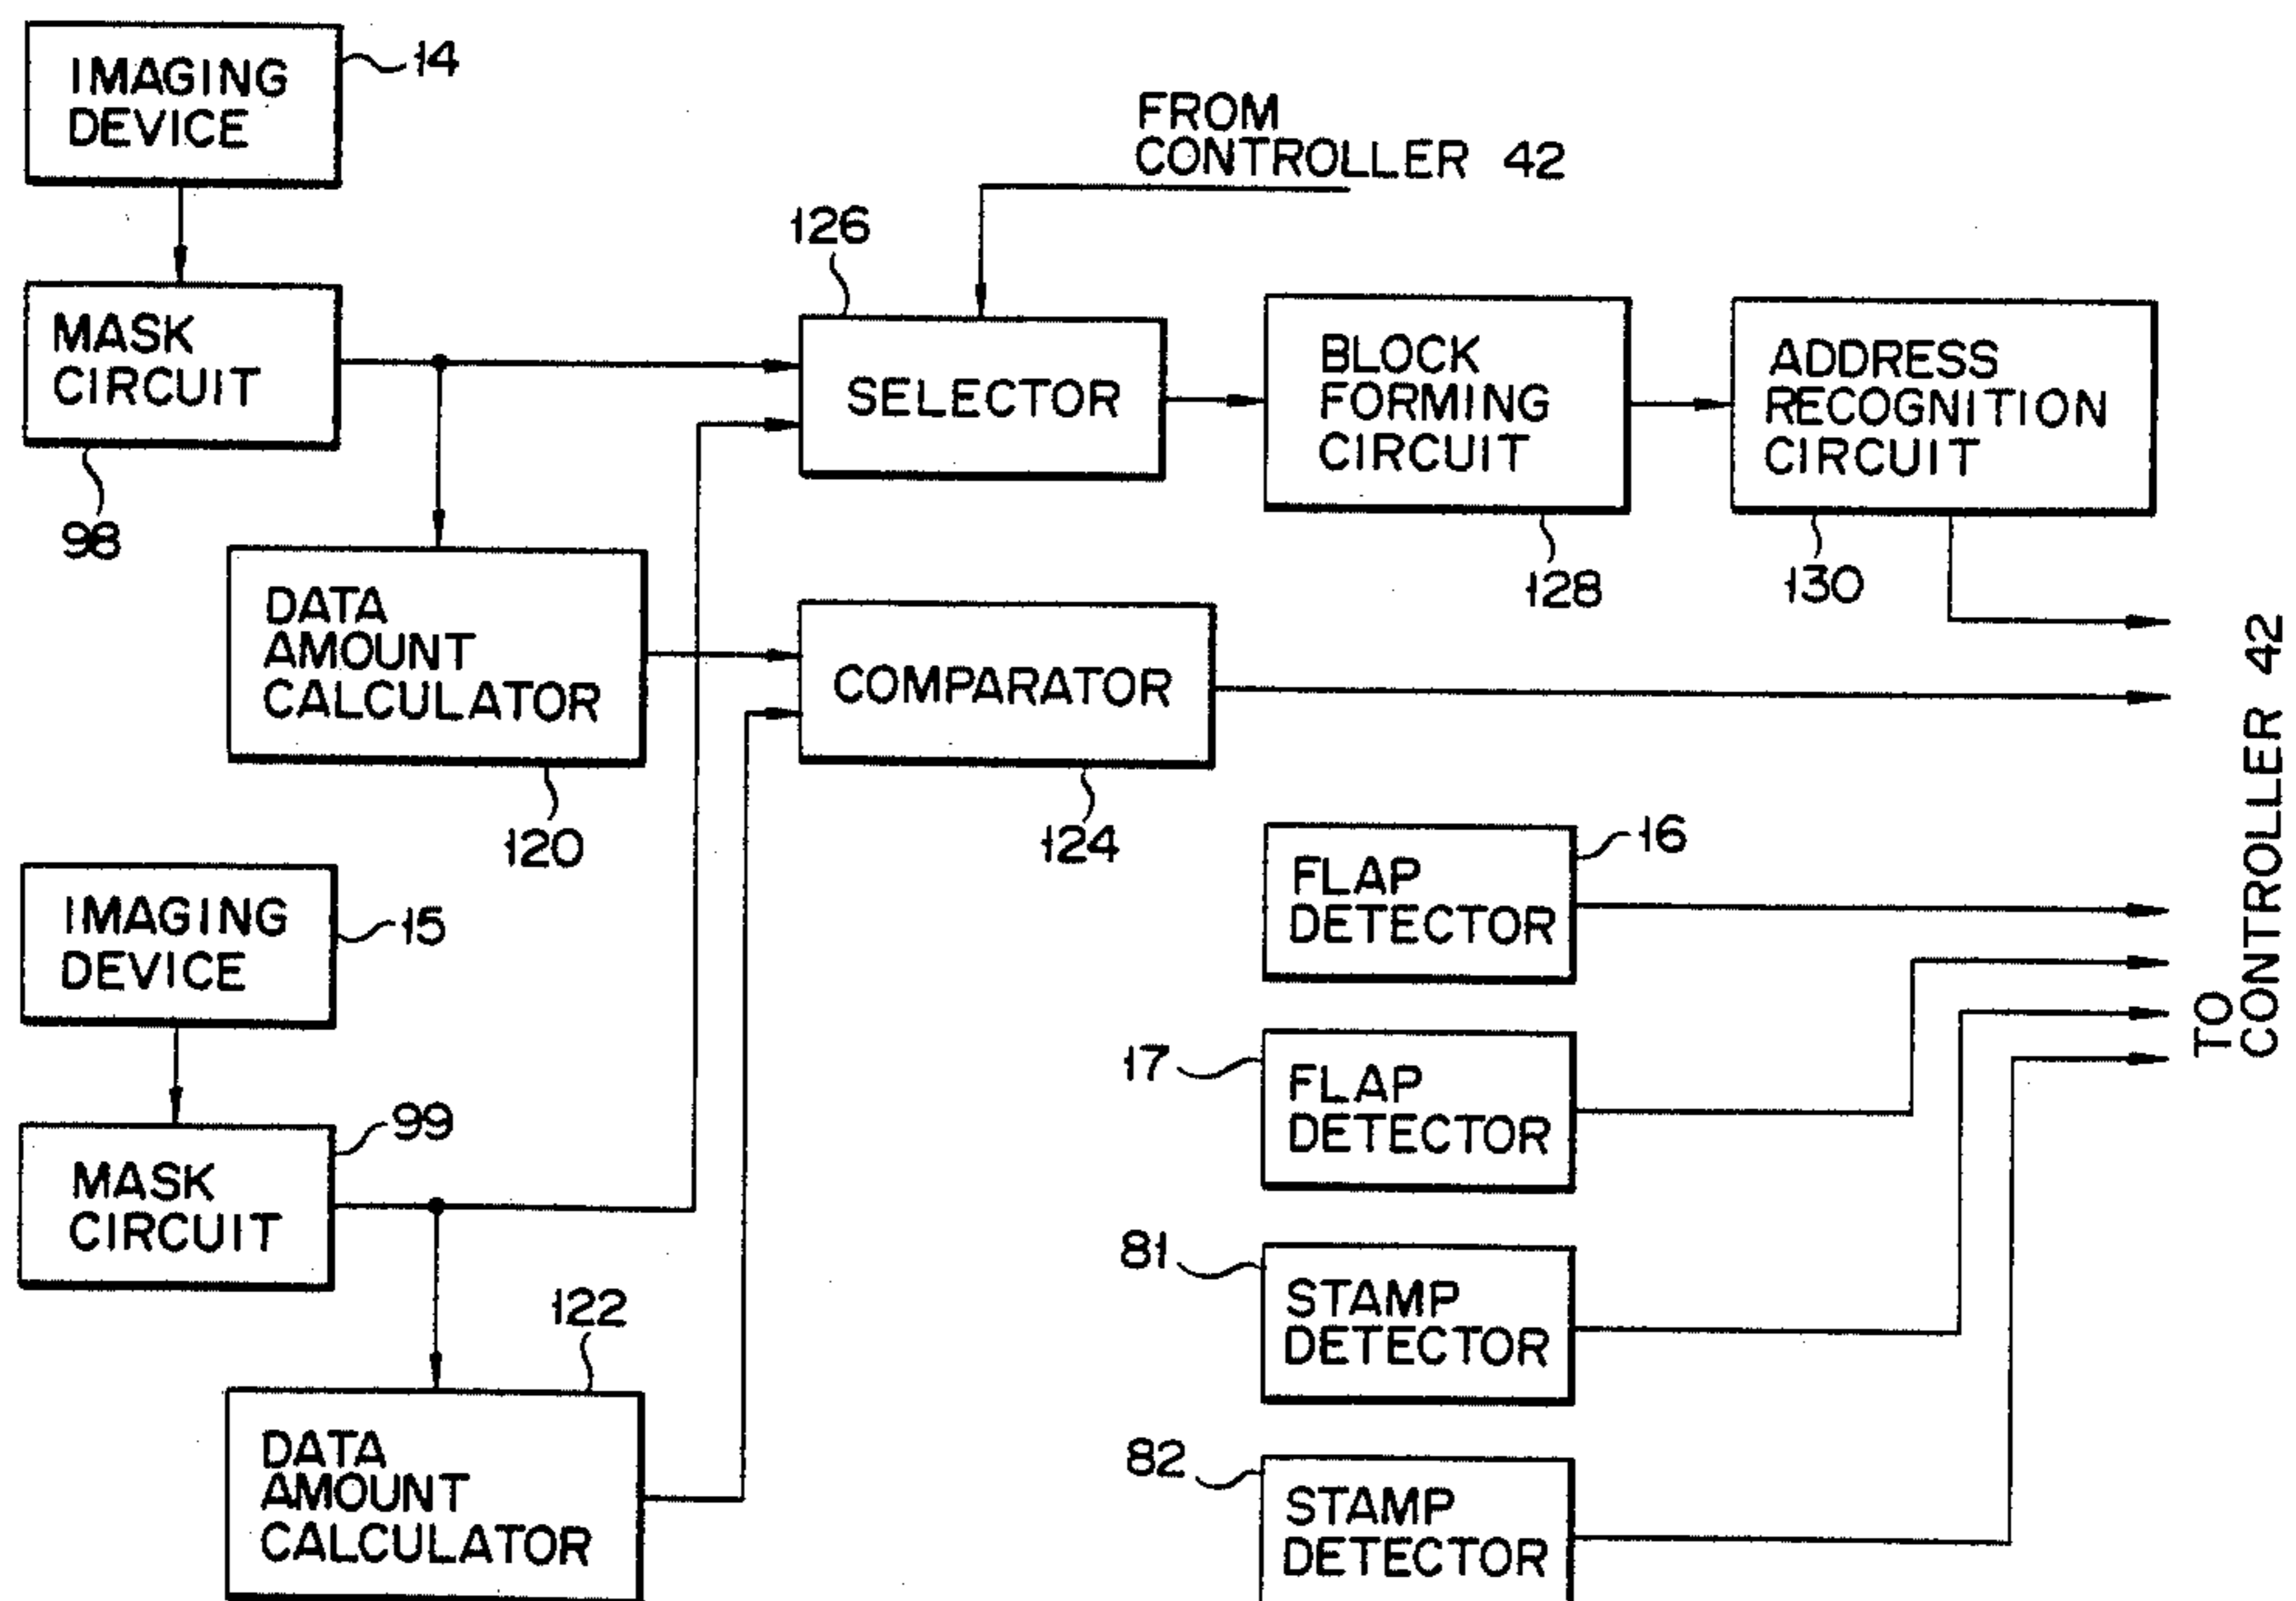 IMAGING
DEVICE
14
FROM
CONTROLLER 42
MASK
CIRCUIT
98
126
SELECTOR
BLOCK
FORMING
CIRCUIT
128
ADDRESS
RECOGNITION
CIRCUIT
130
DATA
AMOUNT
CALCULATOR
120
COMPARATOR
124
IMAGING
DEVICE
15
FLAP
DETECTOR
16
TO
CONTROLLER 42
MASK
CIRCUIT
99
17
FLAP
DETECTOR
81
STAMP
DETECTOR
122
DATA
AMOUNT
CALCULATOR
82
STAMP
DETECTOR